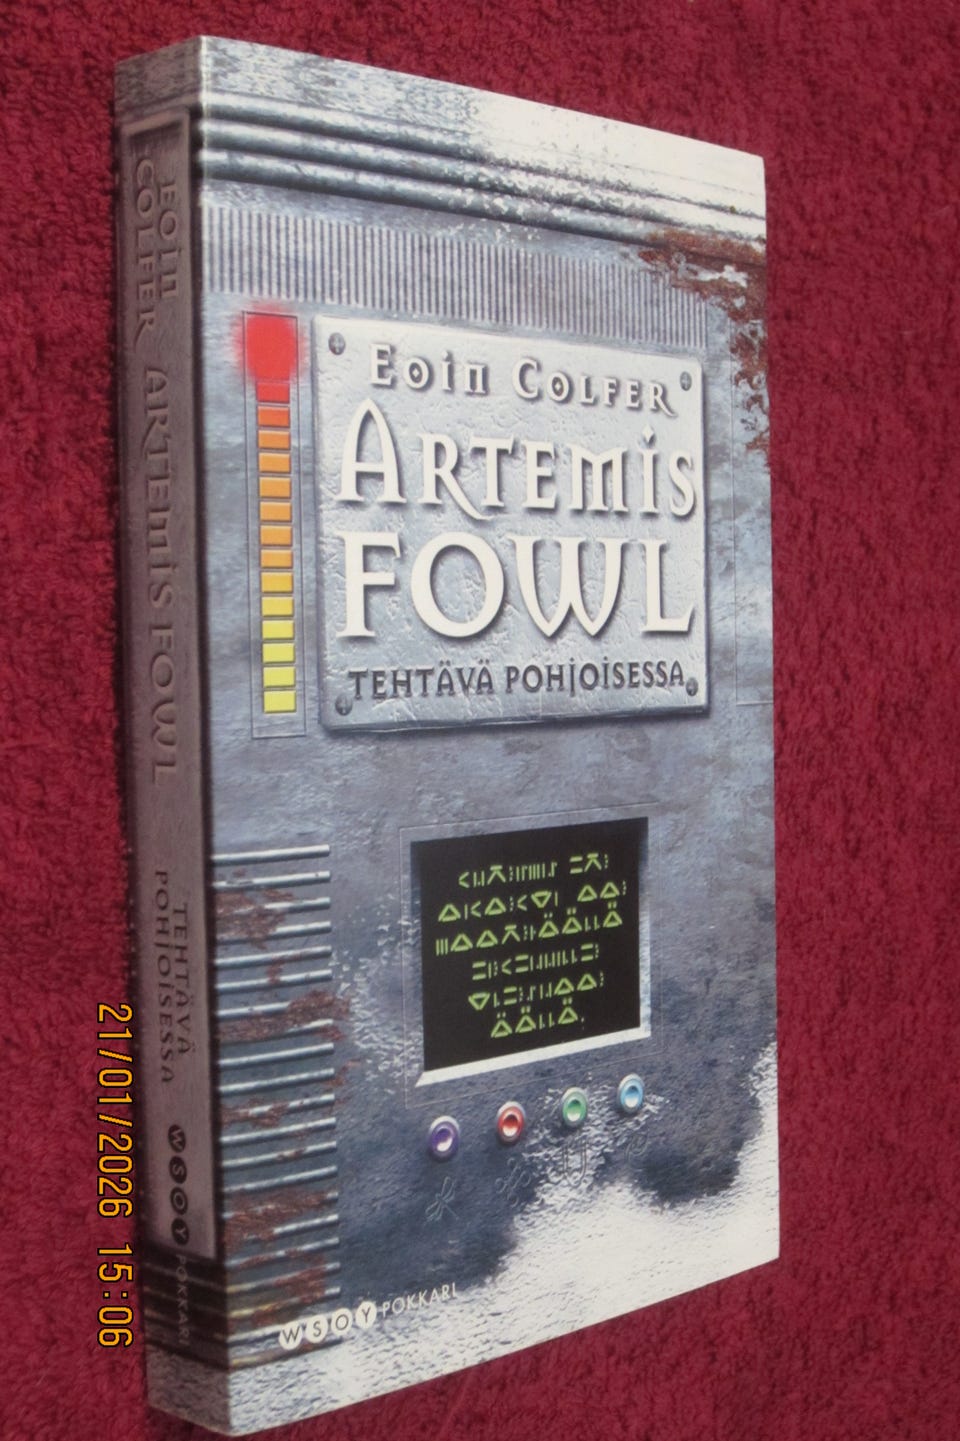 Eoin Colfer
Artemis
Fowl
Tehtävä Pohjoisessa
WSOY POKKARI
EOIN COLFER ARTEMIS FOWL TEHTÄVÄ POHJOISESSA WSOY POKKARI
21/01/2026 15:06